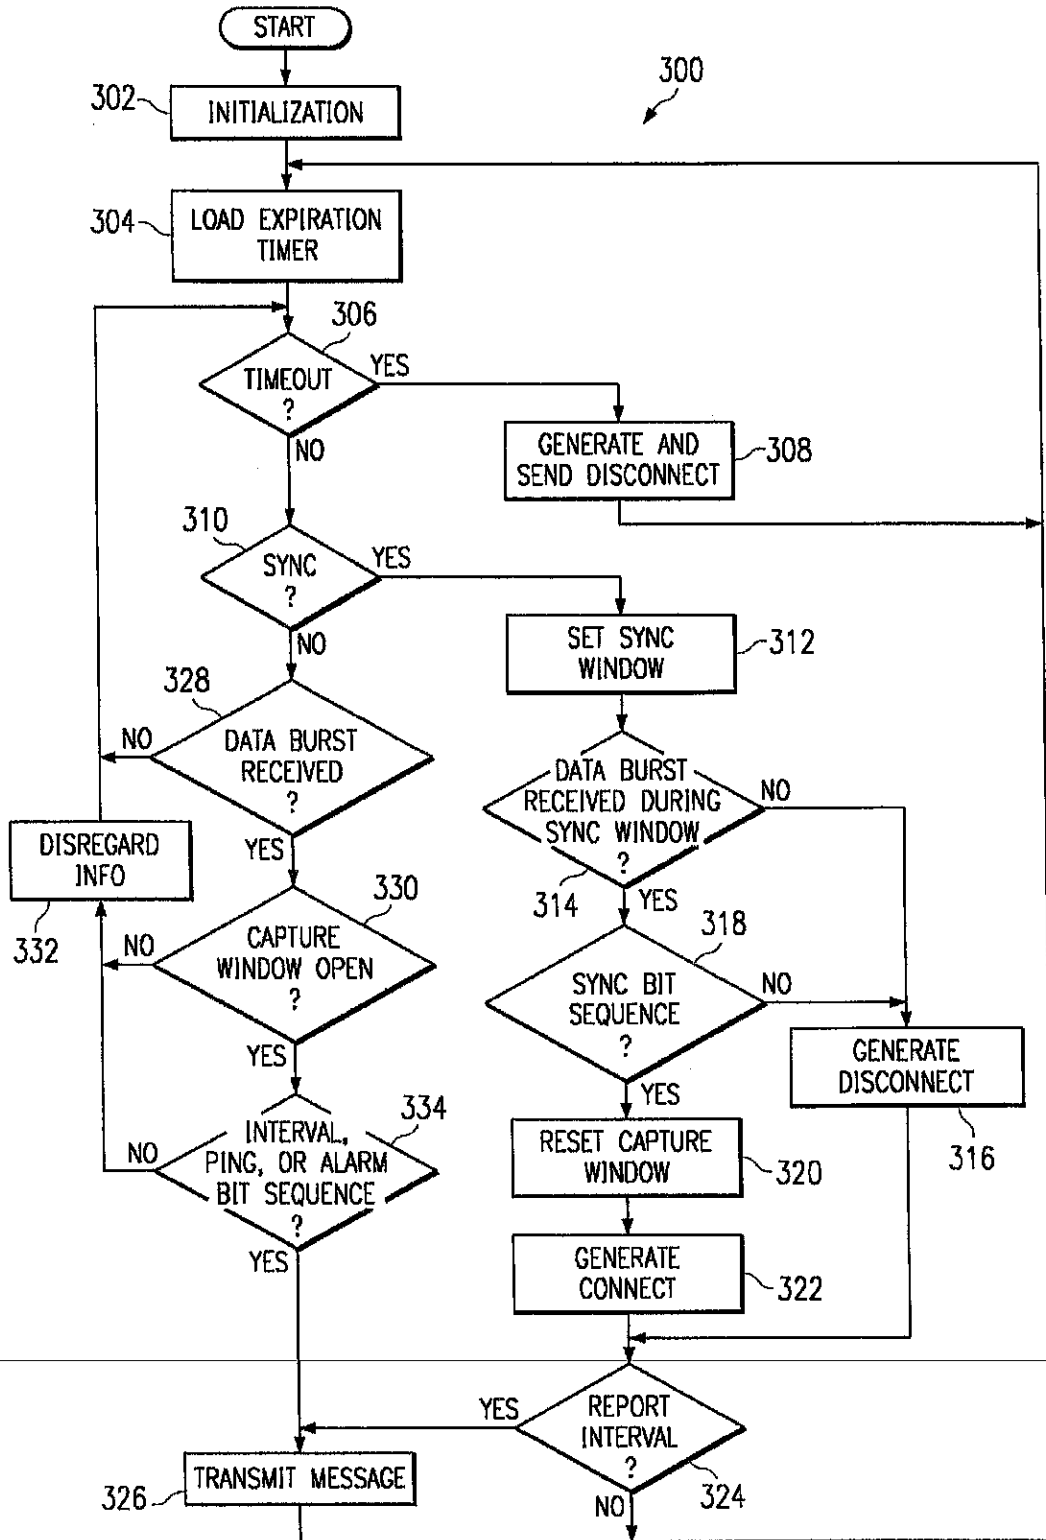 START
300
302
INITIALIZATION
304
LOAD EXPIRATION
TIMER
306
TIMEOUT
?
YES
NO
GENERATE AND
SEND DISCONNECT
308
310
SYNC
?
YES
NO
SET SYNC
WINDOW
312
328
DATA BURST
RECEIVED
?
NO
YES
DATA BURST
RECEIVED DURING
SYNC WINDOW
?
NO
314
YES
DISREGARD
INFO
332
330
CAPTURE
WINDOW OPEN
?
NO
YES
318
SYNC BIT
SEQUENCE
?
NO
YES
GENERATE
DISCONNECT
316
334
INTERVAL,
PING, OR ALARM
BIT SEQUENCE
?
NO
YES
RESET CAPTURE
WINDOW
320
GENERATE
CONNECT
322
REPORT
INTERVAL
?
YES
324
NO
TRANSMIT MESSAGE
326